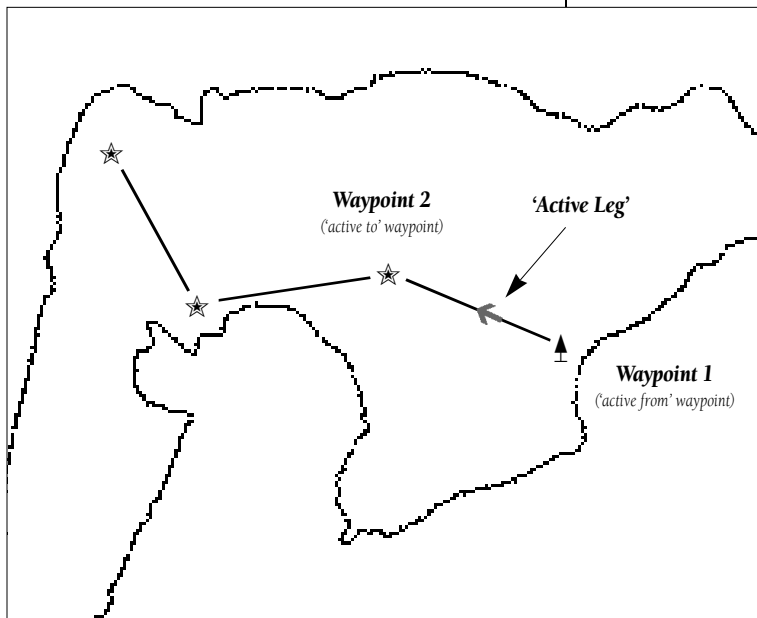 Waypoint 2
(‘active to’ waypoint)
‘Active Leg’
Waypoint 1
(‘active from’ waypoint)